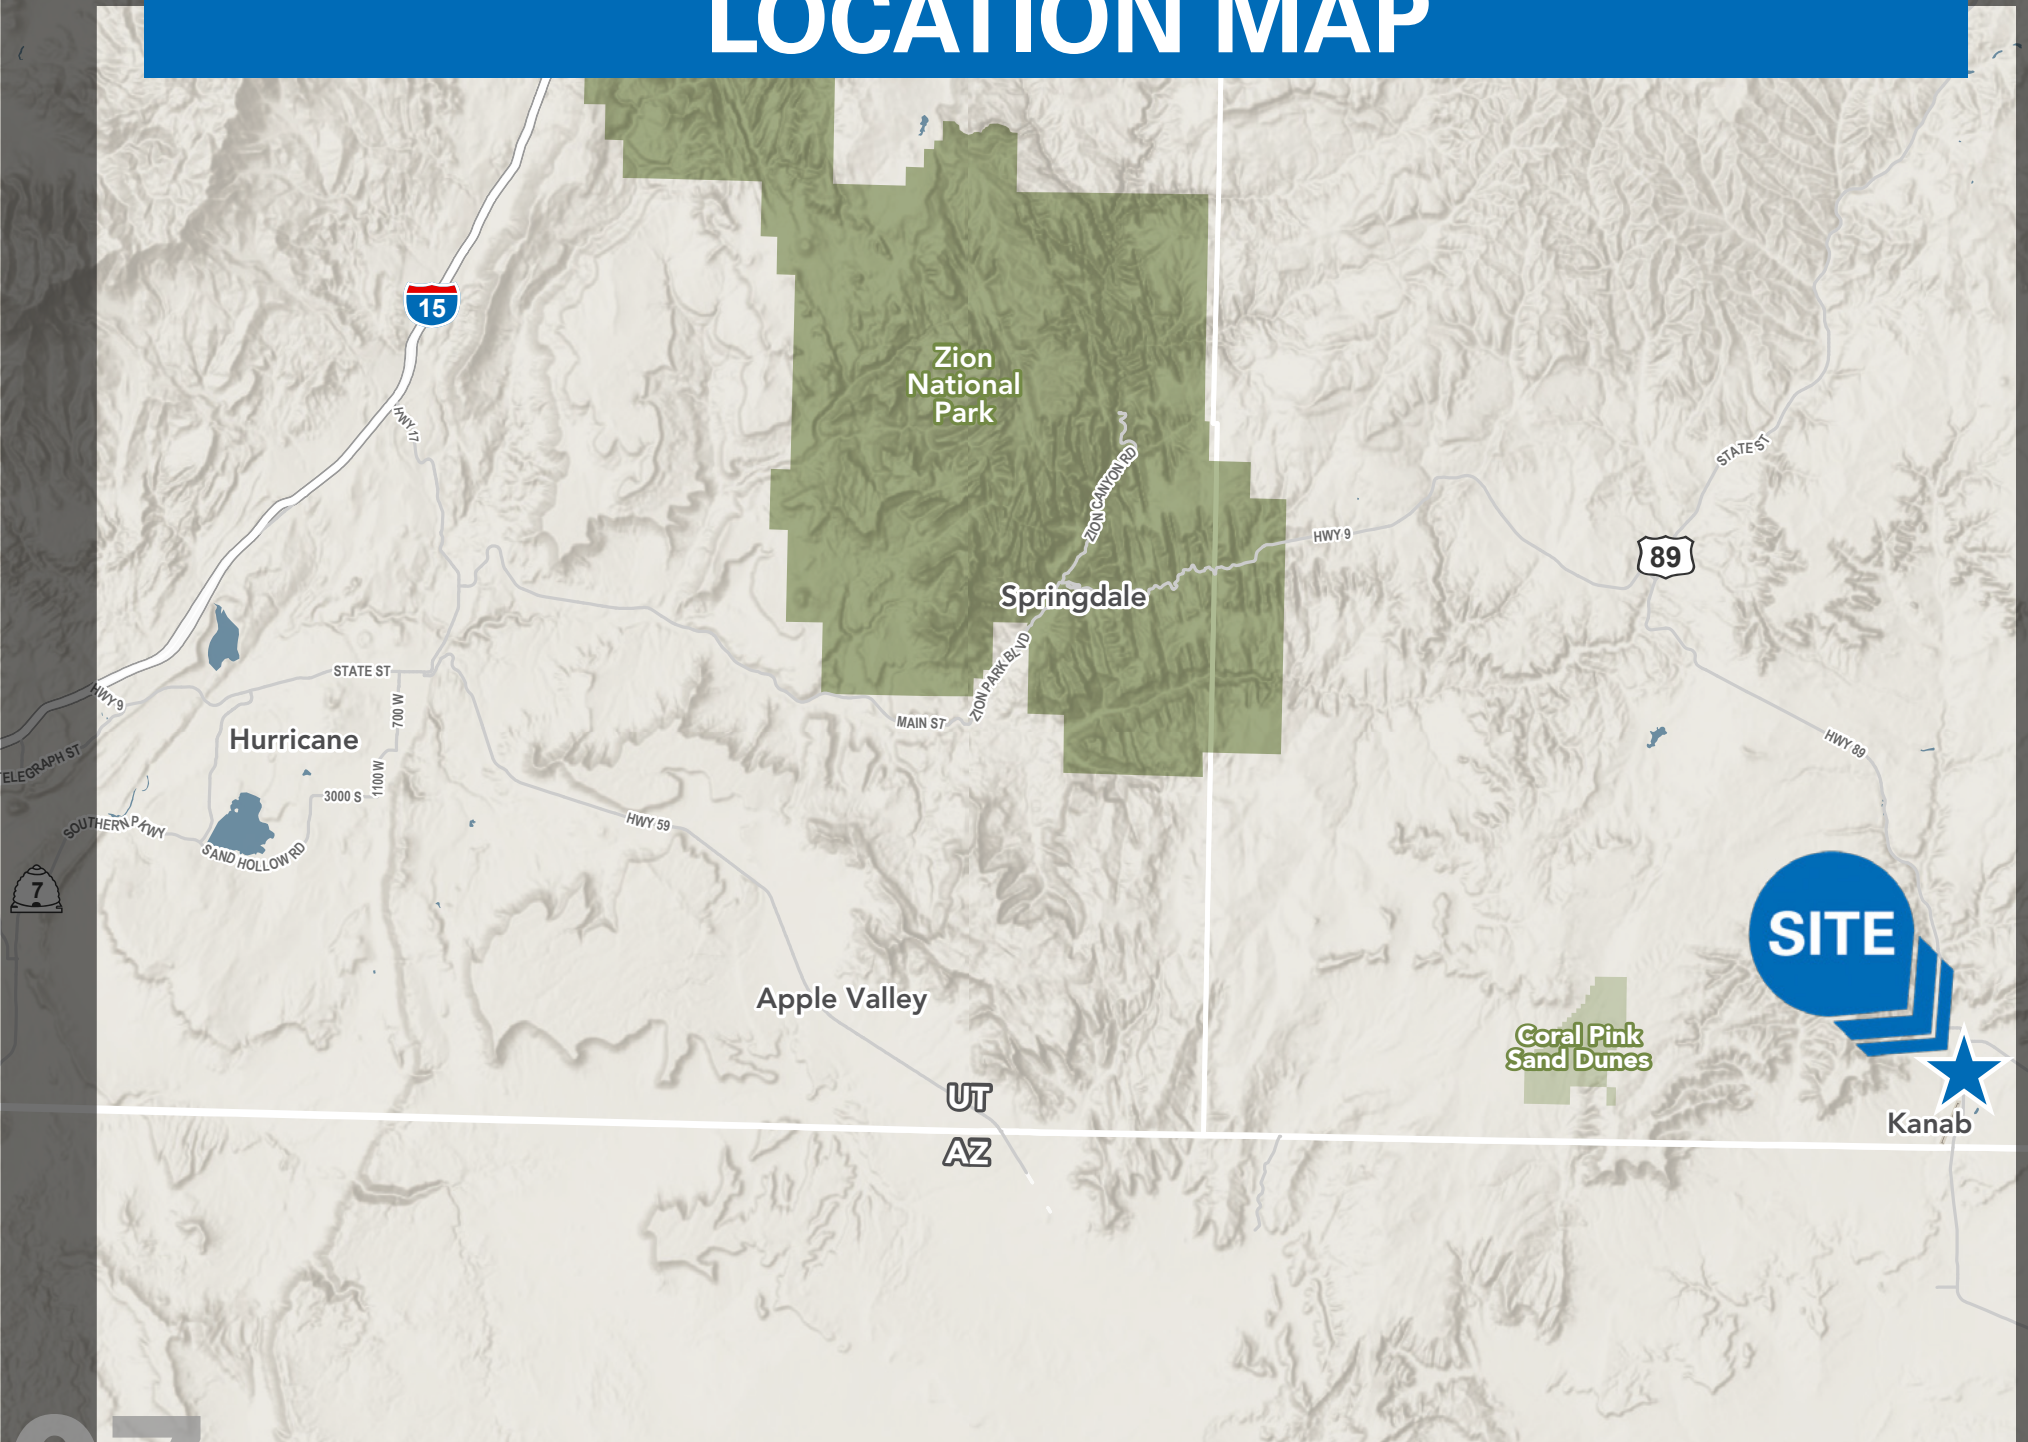 LOCATION MAP
15
HWY 17
Zion
National
Park
ZION CANYON RD
STATE ST
HWY 9
89
Springdale
ZION PARK BLVD
STATE ST
HWY 9
700 W
MAIN ST
Hurricane
HWY 89
TELEGRAPH ST
1100 W
3000 S
SOUTHERN PKWY
HWY 59
SAND HOLLOW RD
7
SITE
Apple Valley
Coral Pink
Sand Dunes
UT
Kanab
AZ